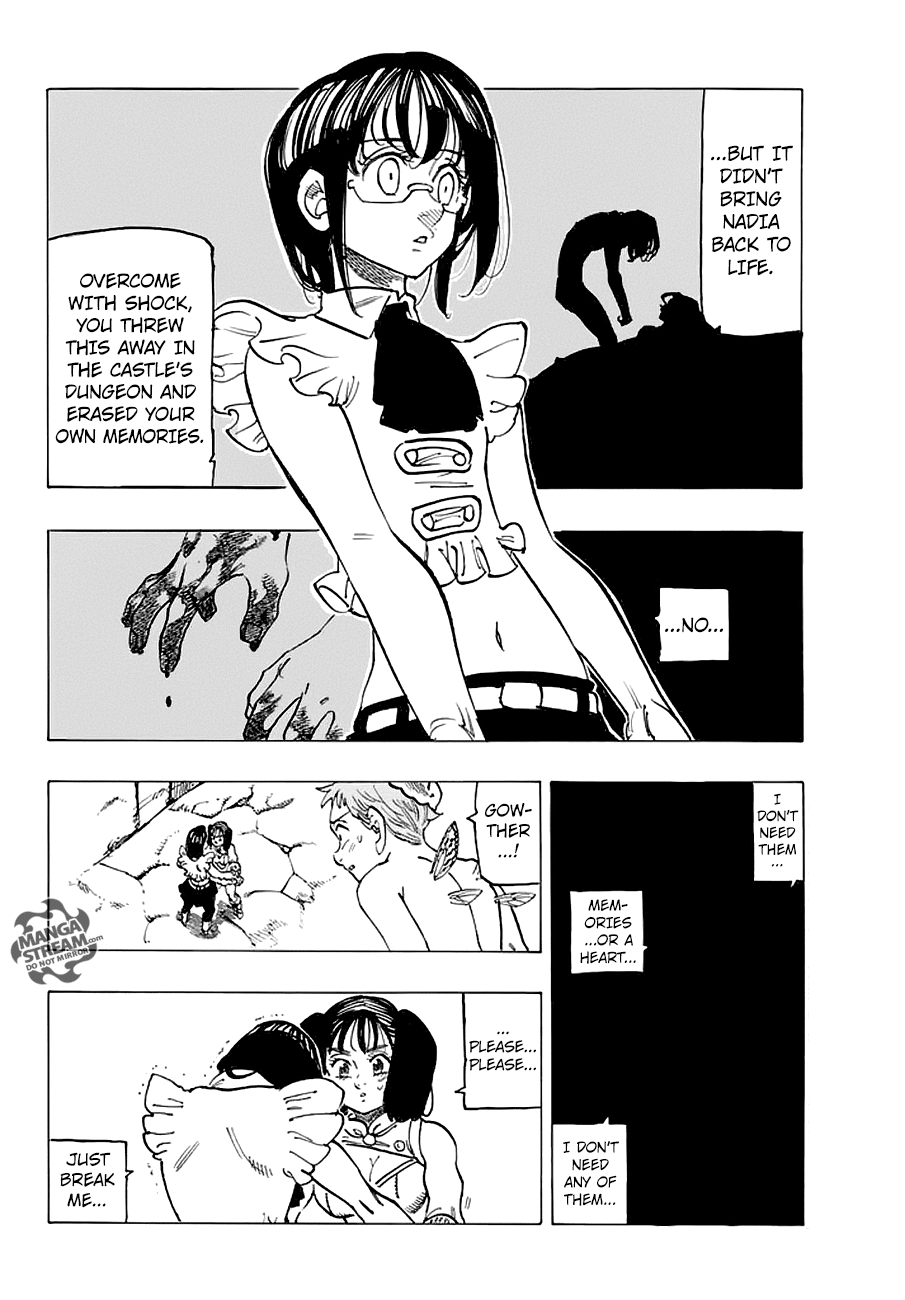 ...BUT IT
DIDN'T
BRING
NADIA
BACK TO
LIFE.
OVERCOME
WITH SHOCK,
YOU THREW
THIS AWAY IN
THE CASTLE'S
DUNGEON AND
ERASED YOUR
OWN MEMORIES.
...NO...
I
DON'T
NEED
THEM
...
MEM-
ORIES
...OR A
HEART...
I DON'T
NEED
ANY OF
THEM...
GOW-
THER
...!
...
PLEASE...
PLEASE...
JUST
BREAK
ME...
MANGA
STREAM.com
DO NOT MIRROR!